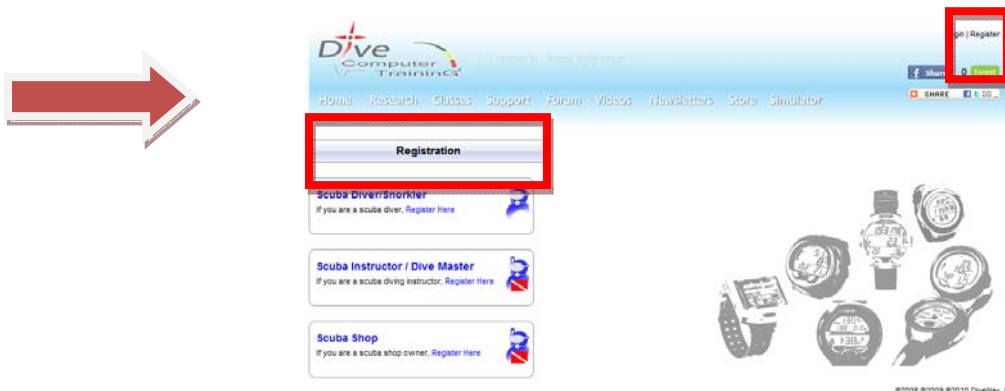 Dive
Computer
TraininG
gin | Register
Share 0 tweet
SHARE
Home Research Classes Support Forum Videos Newsletters Store Simulator
Registration
Scuba Diver/Snorkler
If you are a scuba diver, Register Here
Scuba Instructor / Dive Master
If you are a scuba diving instructor, Register Here
Scuba Shop
If you are a scuba shop owner, Register Here